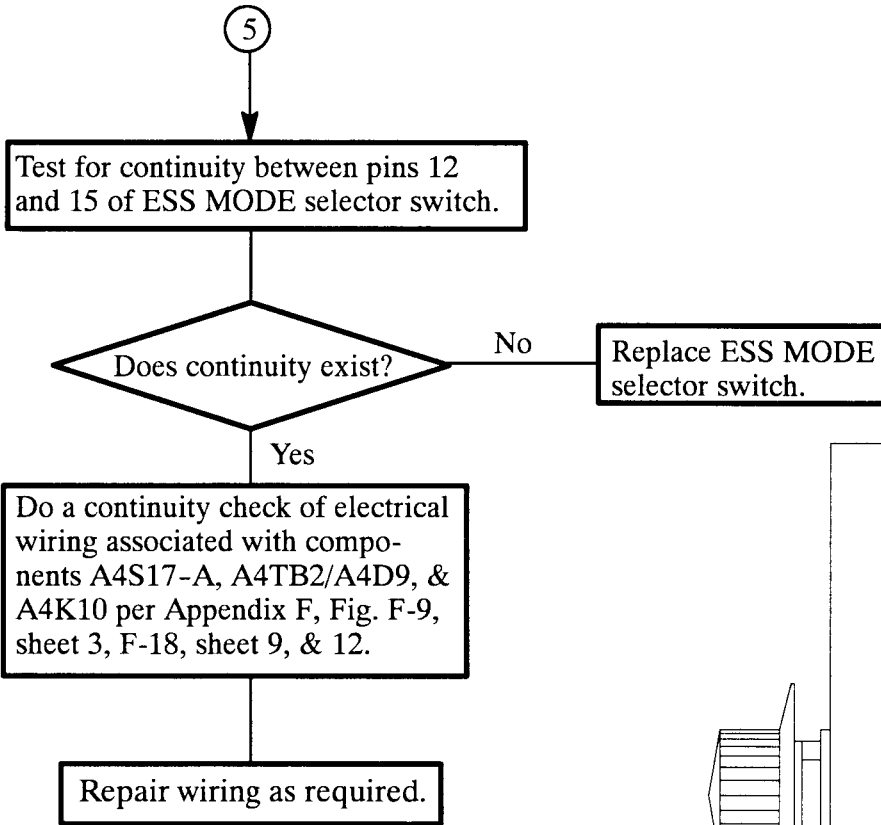 5
Test for continuity between pins 12
and 15 of ESS MODE selector switch.
Does continuity exist?
No
Replace ESS MODE
selector switch.
Yes
Do a continuity check of electrical
wiring associated with compo-
nents A4S17-A, A4TB2/A4D9, &
A4K10 per Appendix F, Fig. F-9,
sheet 3, F-18, sheet 9, & 12.
Repair wiring as required.